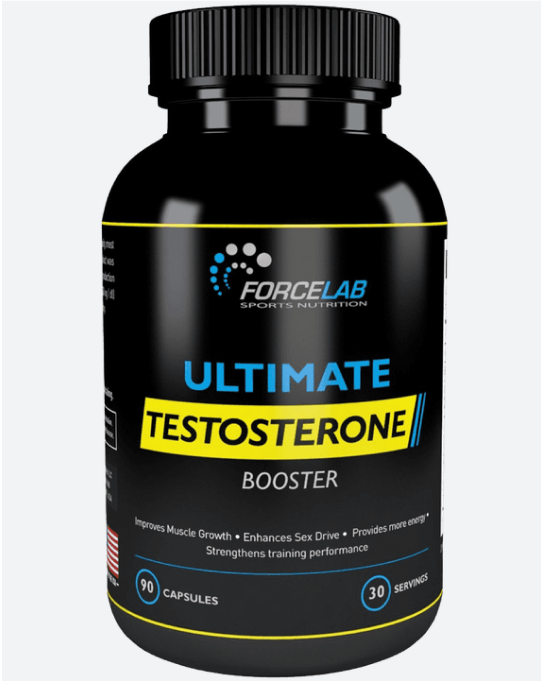 FORCELAB
SPORTS NUTRITION
ULTIMATE
TESTOSTERONE
BOOSTER
Improves Muscle Growth • Enhances Sex Drive • Provides more energy •
Strengthens training performance
90 CAPSULES
30 SERVINGS